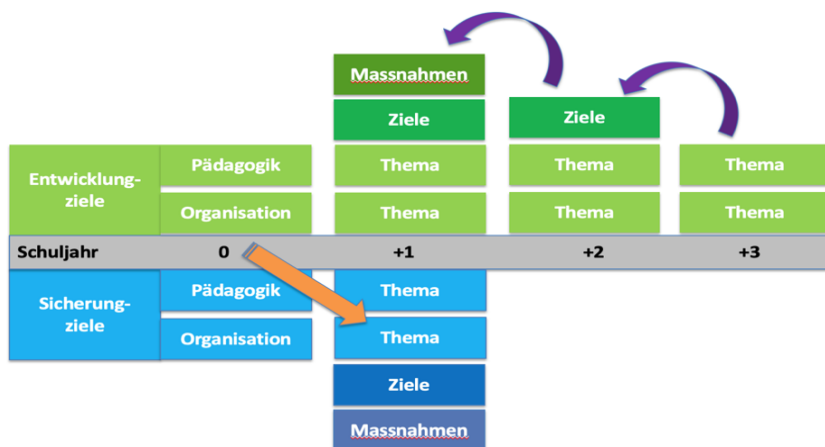 Massnahmen
Ziele
Ziele
Entwicklung-
ziele
Pädagogik
Thema
Thema
Thema
Organisation
Thema
Thema
Thema
Schuljahr
0
+1
+2
+3
Sicherung-
ziele
Pädagogik
Thema
Organisation
Thema
Ziele
Massnahmen